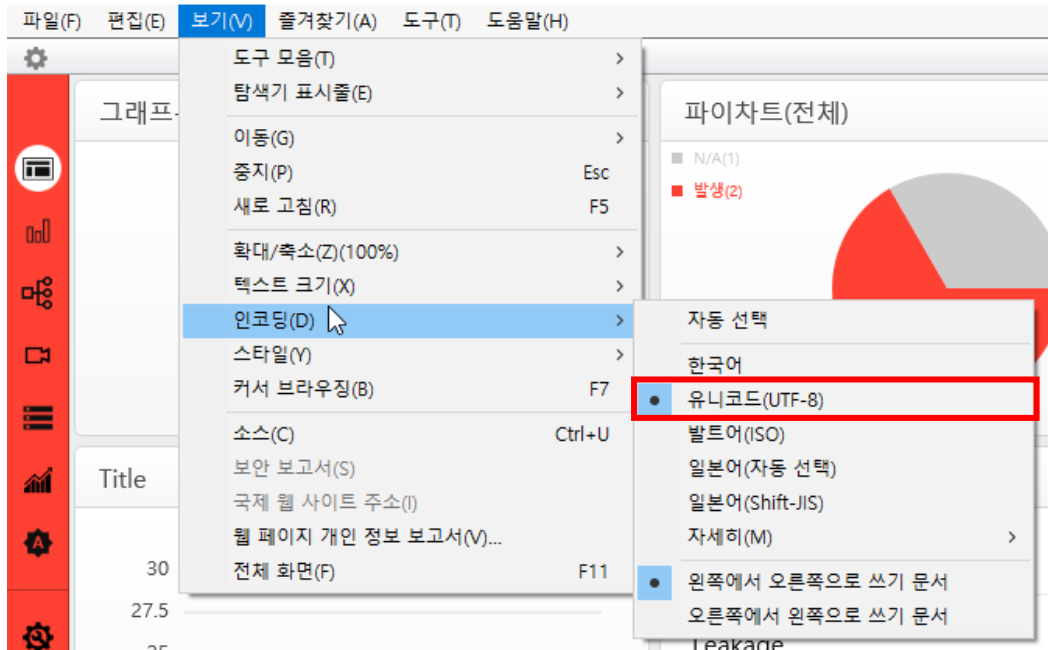 파일(F) 편집(E) 보기(V) 즐겨찾기(A) 도구(T) 도움말(H)
도구 모음(T)
탐색기 표시줄(E)
이동(G)
중지(P) Esc
새로 고침(R) F5
확대/축소(Z)(100%)
텍스트 크기(X)
인코딩(D)
스타일(Y)
커서 브라우징(B) F7
소스(C) Ctrl+U
보안 보고서(S)
국제 웹 사이트 주소(I)
웹 페이지 개인 정보 보고서(V)...
전체 화면(F) F11
자동 선택
한국어
유니코드(UTF-8)
발트어(ISO)
일본어(자동 선택)
일본어(Shift-JIS)
자세히(M)
왼쪽에서 오른쪽으로 쓰기 문서
오른쪽에서 왼쪽으로 쓰기 문서
그래프-
파이차트(전체)
N/A(1)
발생(2)
Title
30
27.5
25
Leakage